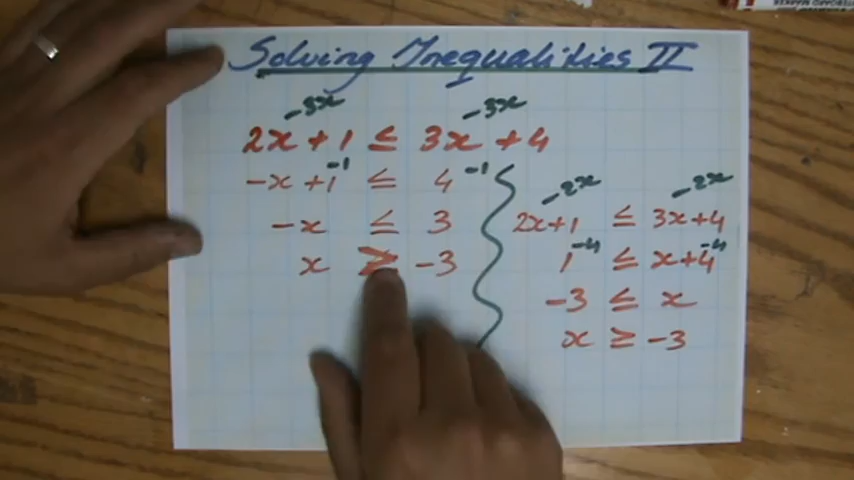 Solving Inequalities II
-3x -3x
2x + 1 ≤ 3x + 4
-x + 1 -1 ≤ 4 -1
-x ≤ 3
x ≥ -3
-2x -2x
2x+1 ≤ 3x+4
1 -4 ≤ x+4 -4
-3 ≤ x
x ≥ -3